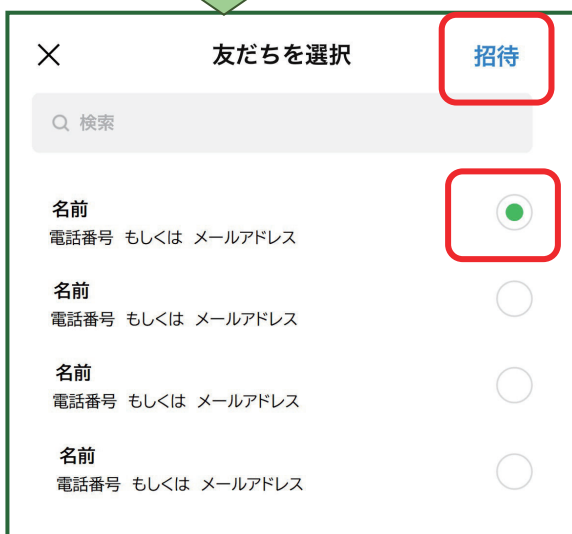 友だちを選択
招待
検索
名前
電話番号 もしくは メールアドレス
名前
電話番号 もしくは メールアドレス
名前
電話番号 もしくは メールアドレス
名前
電話番号 もしくは メールアドレス